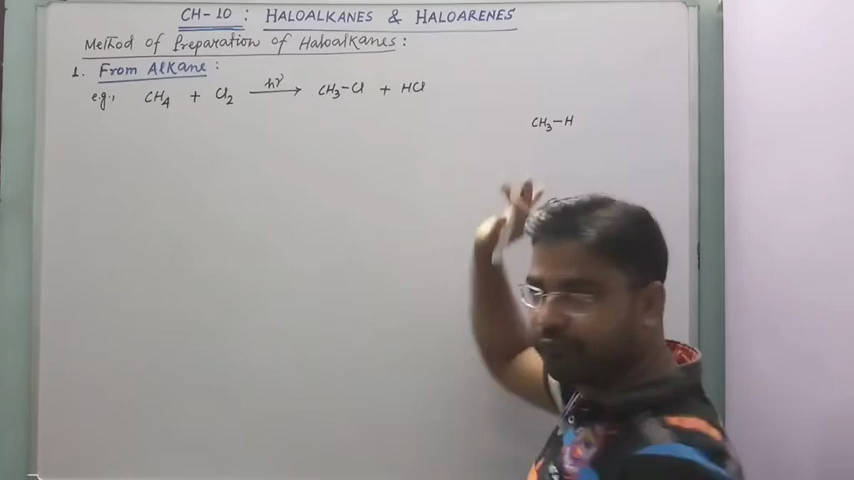 CH-10 : HALOALKANES & HALOARENES
Method of Preparation of Haloalkanes :
1. From Alkane :
e.g., CH₄ + Cl₂ —hν→ CH₃-Cl + HCl
CH₃-H